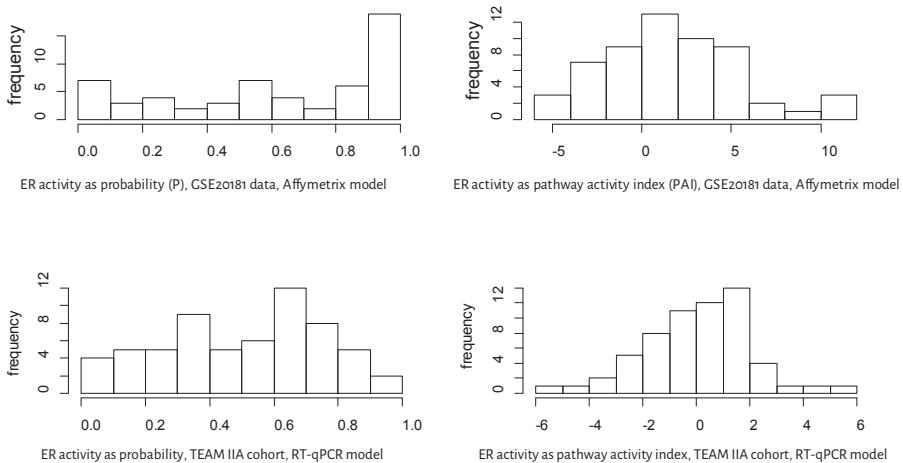 frequency
0 5 10
0.0 0.2 0.4 0.6 0.8 1.0
ER activity as probability (P), GSE20181 data, Affymetrix model
frequency
0 4 8 12
-5 0 5 10
ER activity as pathway activity index (PAI), GSE20181 data, Affymetrix model
frequency
0 4 8 12
0.0 0.2 0.4 0.6 0.8 1.0
ER activity as probability, TEAM IIA cohort, RT-qPCR model
frequency
0 4 8 12
-6 -4 -2 0 2 4 6
ER activity as pathway activity index, TEAM IIA cohort, RT-qPCR model